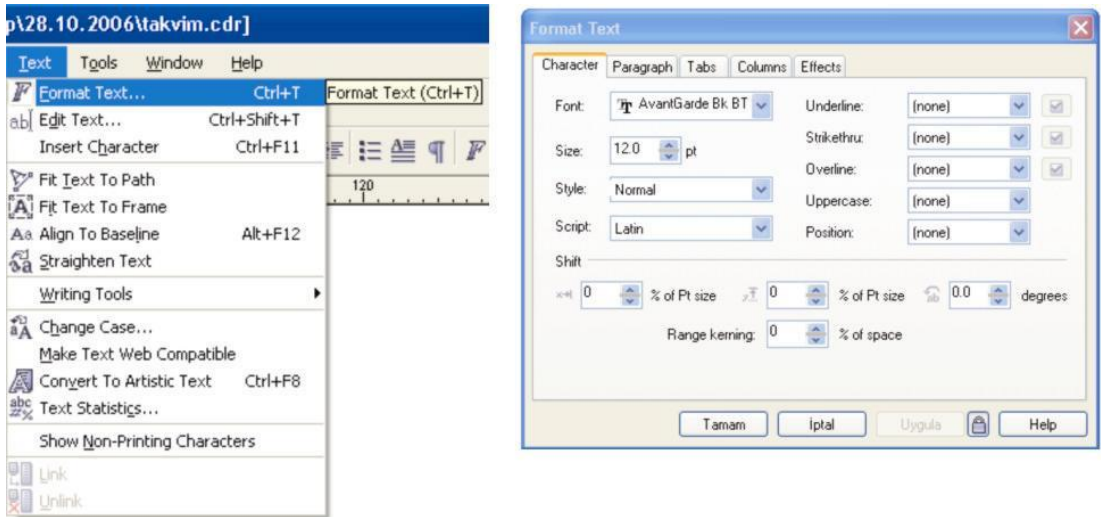 p\28.10.2006\takvim.cdr]
Text Tools Window Help
Format Text... Ctrl+T
Format Text (Ctrl+T)
Edit Text... Ctrl+Shift+T
Insert Character Ctrl+F11
Fit Text To Path
120
Fit Text To Frame
Align To Baseline Alt+F12
Straighten Text
Writing Tools
Change Case...
Make Text Web Compatible
Convert To Artistic Text Ctrl+F8
Text Statistics...
Show Non-Printing Characters
Link
Unlink
Format Text
Character Paragraph Tabs Columns Effects
Font: AvantGarde Bk BT Underline: (none)
Size: 12.0 pt Strikethru: (none)
Overline: (none)
Style: Normal Uppercase: (none)
Script: Latin Position: (none)
Shift
0 % of Pt size 0 % of Pt size 0.0 degrees
Range kerning: 0 % of space
Tamam İptal Uygula Help